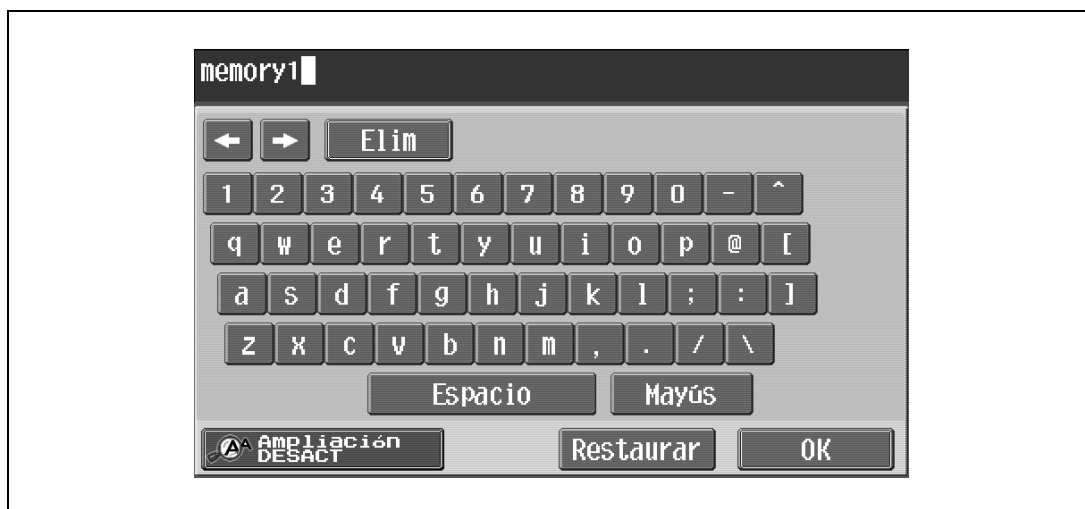 memory1
← → Elim
1 2 3 4 5 6 7 8 9 0 - ^
q w e r t y u i o p @ [
a s d f g h j k l ; : ]
z x c v b n m , . / \
Espacio Mayús
Ampliación
DESACT
Restaurar OK